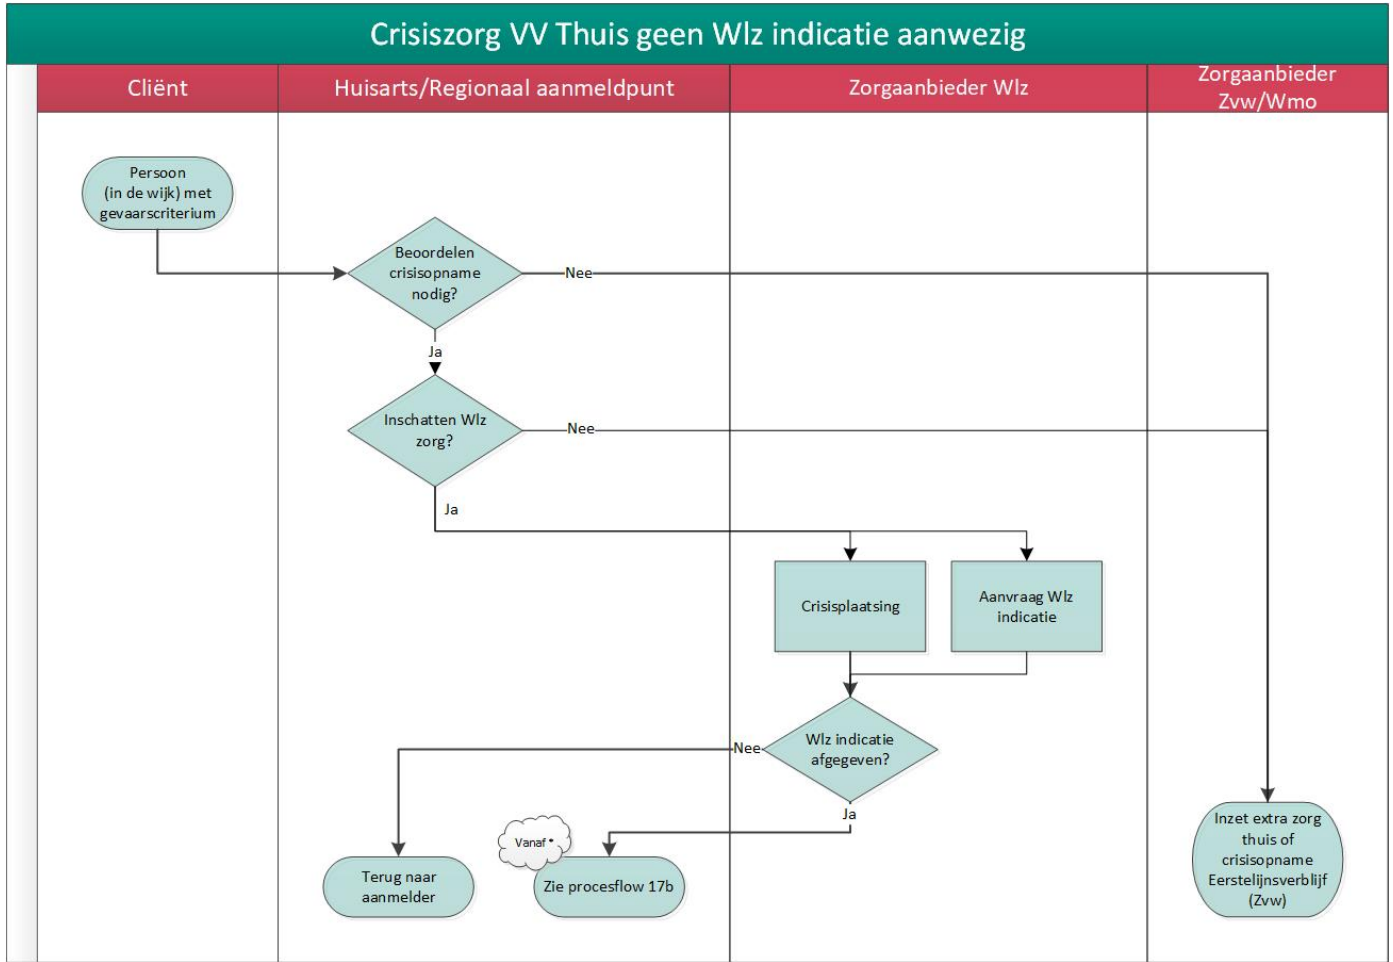 Crisiszorg VV Thuis geen Wlz indicatie aanwezig
Cliënt
Huisarts/Regionaal aanmeldpunt
Zorgaanbieder Wlz
Zorgaanbieder
Zvw/Wmo
Persoon
(in de wijk) met
gevaarscriterium
Beoordelen
crisisopname
nodig?
Nee
Ja
Inschatten Wlz
zorg?
Nee
Ja
Crisisplaatsing
Aanvraag Wlz
indicatie
Wlz indicatie
afgegeven?
Nee
Ja
Vanaf *
Terug naar
aanmelder
Zie procesflow 17b
Inzet extra zorg
thuis of
crisisopname
Eerstelijnsverblijf
(Zvw)